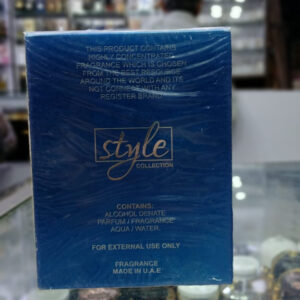 THIS PRODUCT CONTAINS
HIGHLY CONCENTRATED
FRAGRANCE WHICH IS CHOSEN
FROM THE BEST RESOURCE
AROUND THE WORLD AND IT'S
NOT CONNECT WITH ANY
REGISTER BRAND
style
COLLECTION
CONTAINS:
ALCOHOL DENATE
PARFUM / FRAGRANCE
AQUA / WATER.
FOR EXTERNAL USE ONLY
FRAGRANCE
MADE IN U.A.E